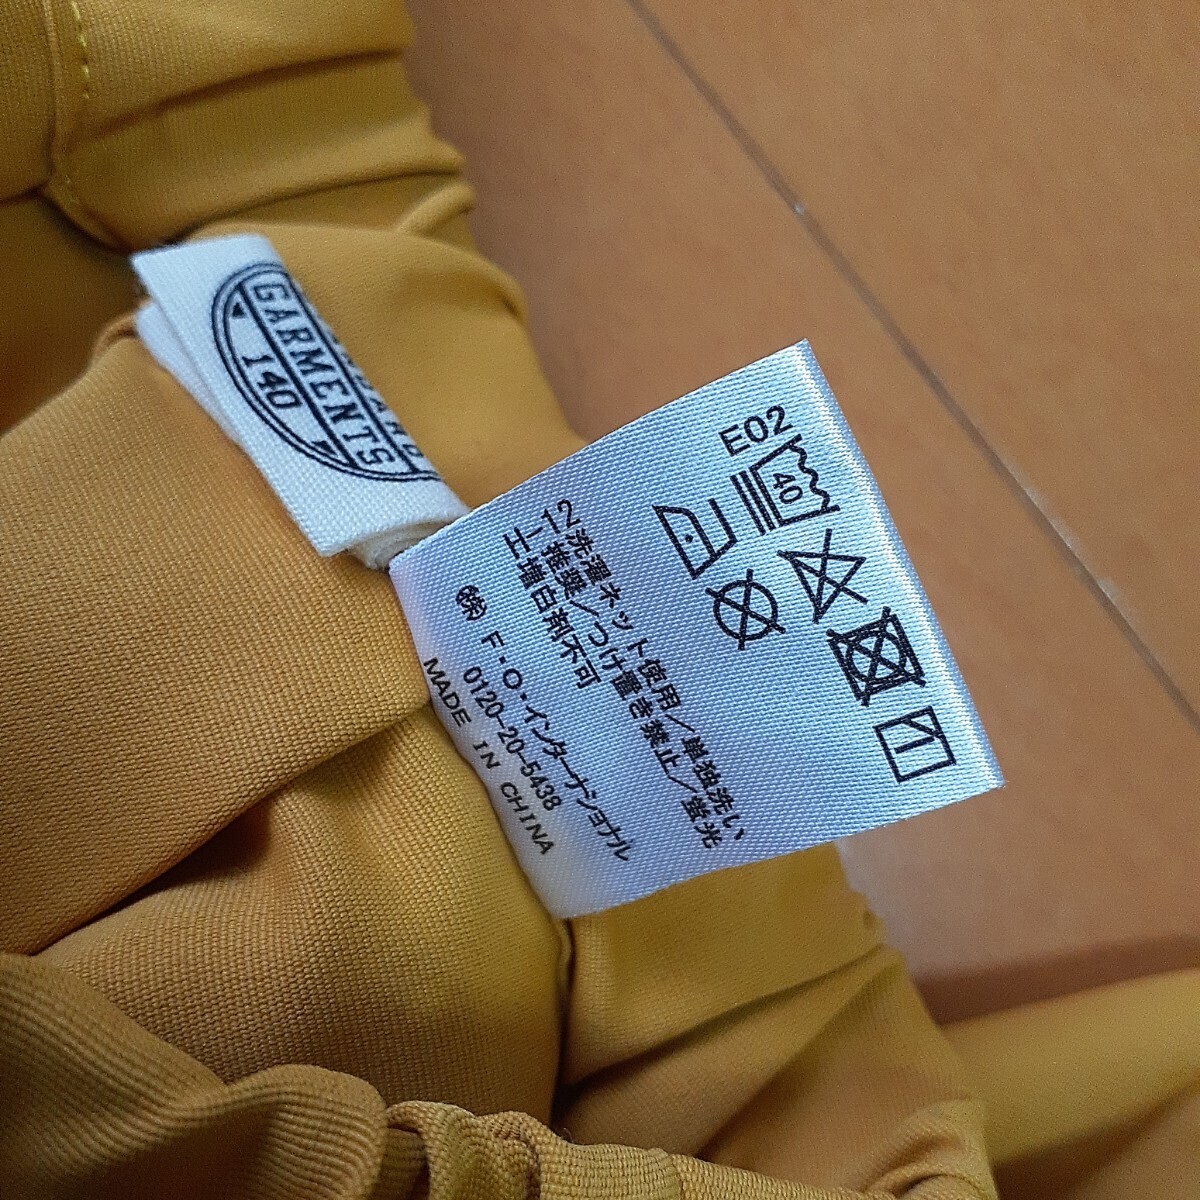 GARMENTS
140
E02
40
12洗濯ネット使用/単独洗い
推奨/つけ置き禁止/蛍光
増白剤不可
㈱F・O・インターナショナル
0120-20-5438
MADE IN CHINA